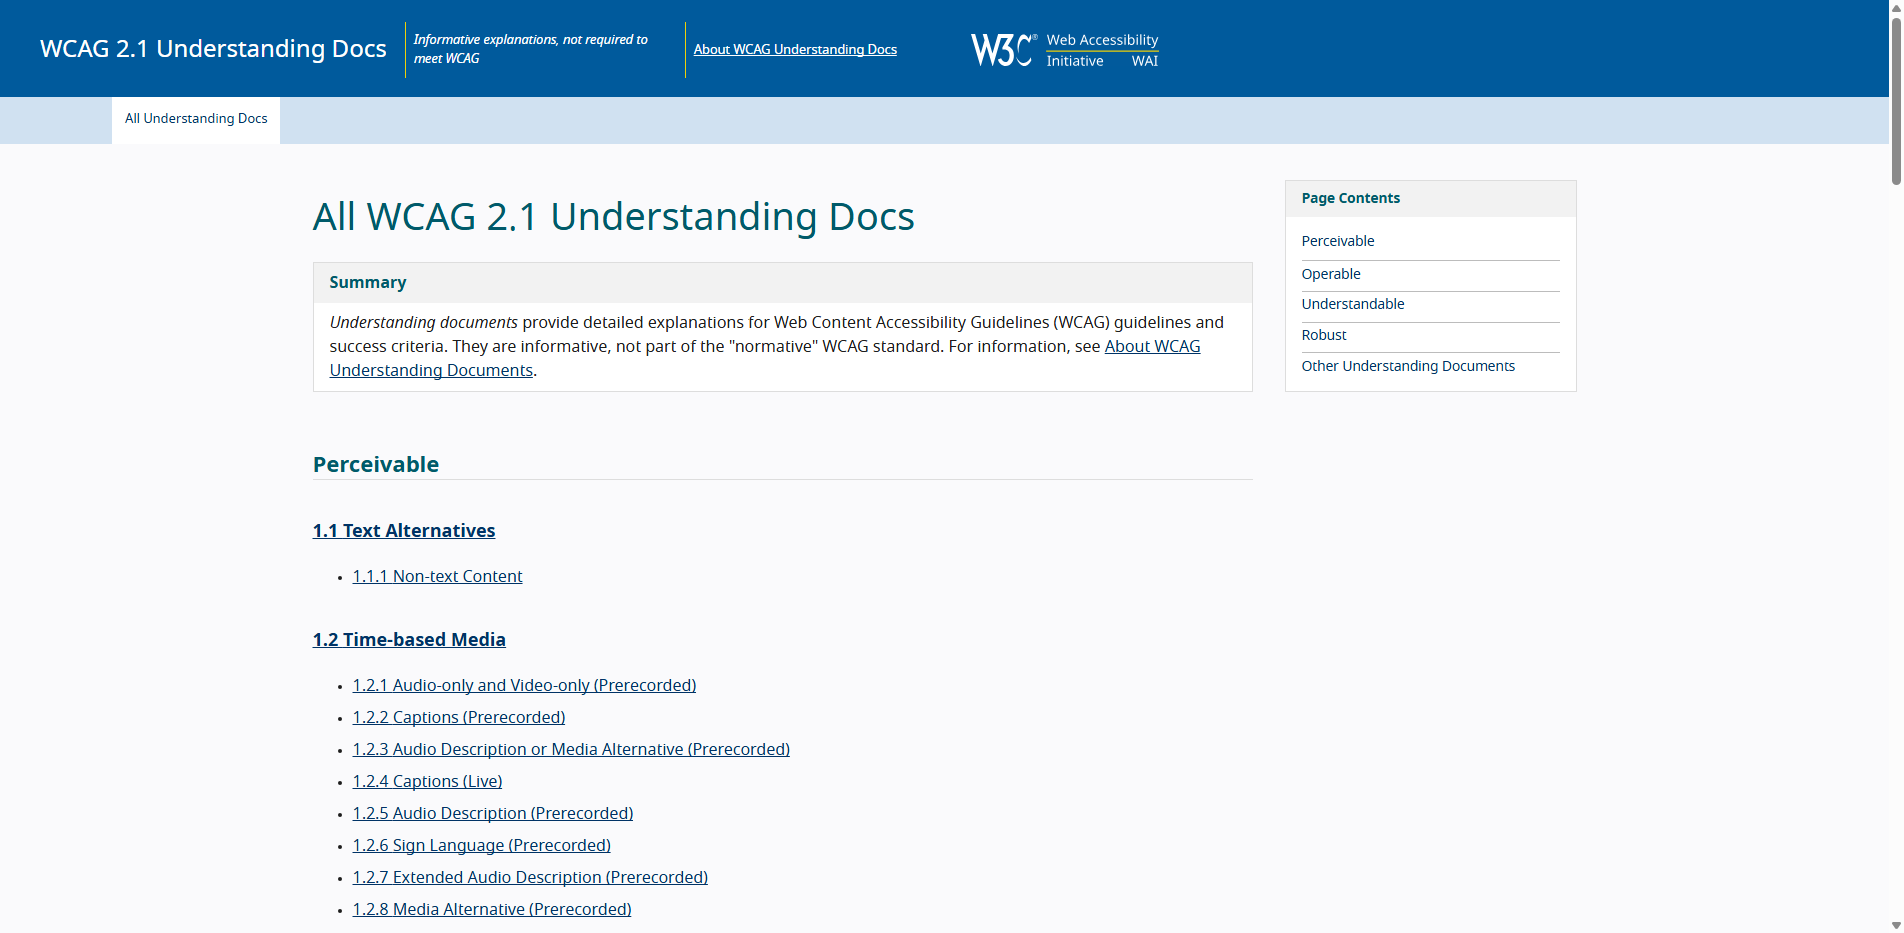 WCAG 2.1 Understanding Docs
Informative explanations, not required to
meet WCAG
About WCAG Understanding Docs
W3C® Web Accessibility
Initiative WAI
All Understanding Docs
All WCAG 2.1 Understanding Docs
Summary
Understanding documents provide detailed explanations for Web Content Accessibility Guidelines (WCAG) guidelines and
success criteria. They are informative, not part of the "normative" WCAG standard. For information, see About WCAG
Understanding Documents.
Page Contents
Perceivable
Operable
Understandable
Robust
Other Understanding Documents
Perceivable
1.1 Text Alternatives
• 1.1.1 Non-text Content
1.2 Time-based Media
• 1.2.1 Audio-only and Video-only (Prerecorded)
• 1.2.2 Captions (Prerecorded)
• 1.2.3 Audio Description or Media Alternative (Prerecorded)
• 1.2.4 Captions (Live)
• 1.2.5 Audio Description (Prerecorded)
• 1.2.6 Sign Language (Prerecorded)
• 1.2.7 Extended Audio Description (Prerecorded)
• 1.2.8 Media Alternative (Prerecorded)